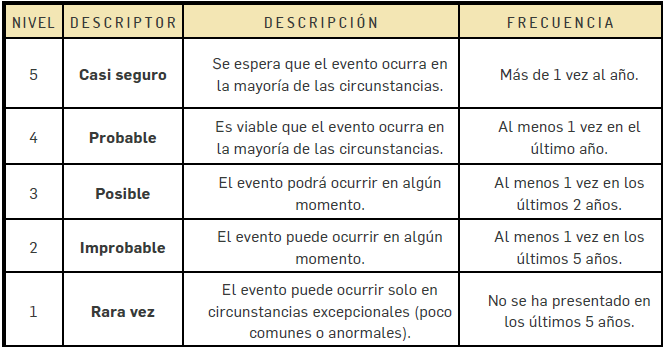 NIVEL DESCRIPTOR DESCRIPCIÓN FRECUENCIA
5
Casi seguro
Se espera que el evento ocurra en
la mayoría de las circunstancias.
Más de 1 vez al año.
4
Probable
Es viable que el evento ocurra en
la mayoría de las circunstancias.
Al menos 1 vez en el
último año.
3
Posible
El evento podrá ocurrir en algún
momento.
Al menos 1 vez en los
últimos 2 años.
2
Improbable
El evento puede ocurrir en algún
momento.
Al menos 1 vez en los
últimos 5 años.
1
Rara vez
El evento puede ocurrir solo en
circunstancias excepcionales (poco
comunes o anormales).
No se ha presentado en
los últimos 5 años.